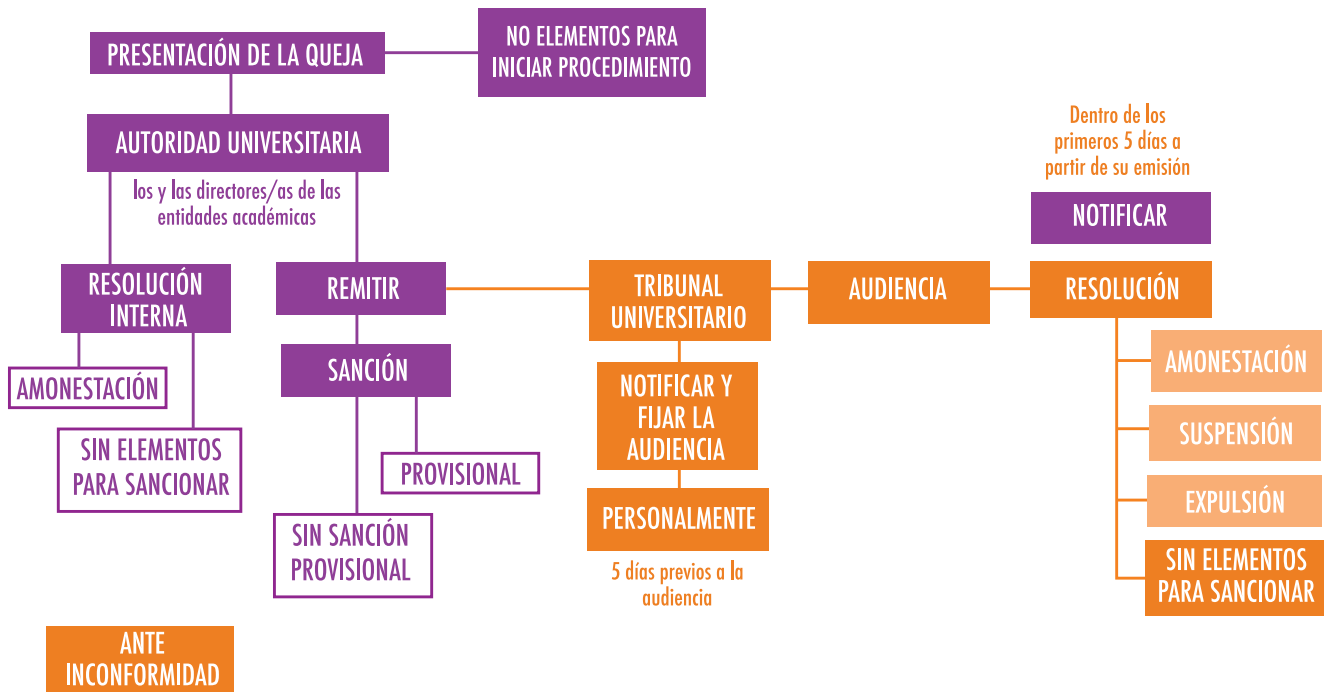 PRESENTACIÓN DE LA QUEJA
NO ELEMENTOS PARA
INICIAR PROCEDIMIENTO
AUTORIDAD UNIVERSITARIA
los y las directores/as de las
entidades académicas
RESOLUCIÓN
INTERNA
AMONESTACIÓN
SIN ELEMENTOS
PARA SANCIONAR
REMITIR
SANCIÓN
PROVISIONAL
SIN SANCIÓN
PROVISIONAL
TRIBUNAL
UNIVERSITARIO
NOTIFICAR Y
FIJAR LA
AUDIENCIA
PERSONALMENTE
5 días previos a la
audiencia
AUDIENCIA
Dentro de los
primeros 5 días a
partir de su emisión
NOTIFICAR
RESOLUCIÓN
AMONESTACIÓN
SUSPENSIÓN
EXPULSIÓN
SIN ELEMENTOS
PARA SANCIONAR
ANTE
INCONFORMIDAD